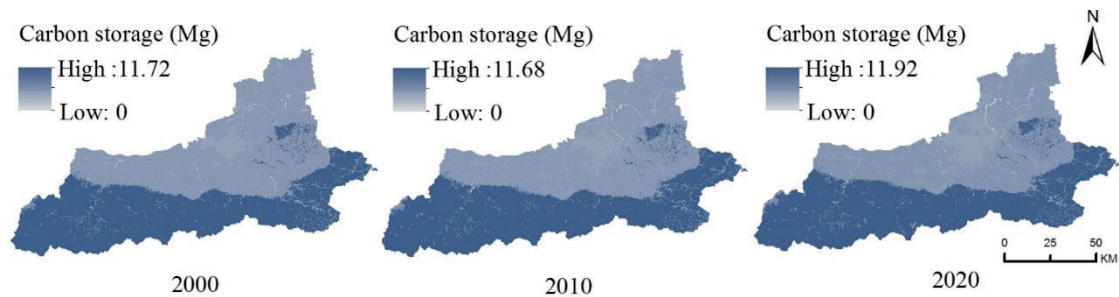 Carbon storage (Mg)
High :11.72
Low: 0
2000
Carbon storage (Mg)
High :11.68
Low: 0
2010
Carbon storage (Mg)
High :11.92
Low: 0
2020
N
0 25 50
KM